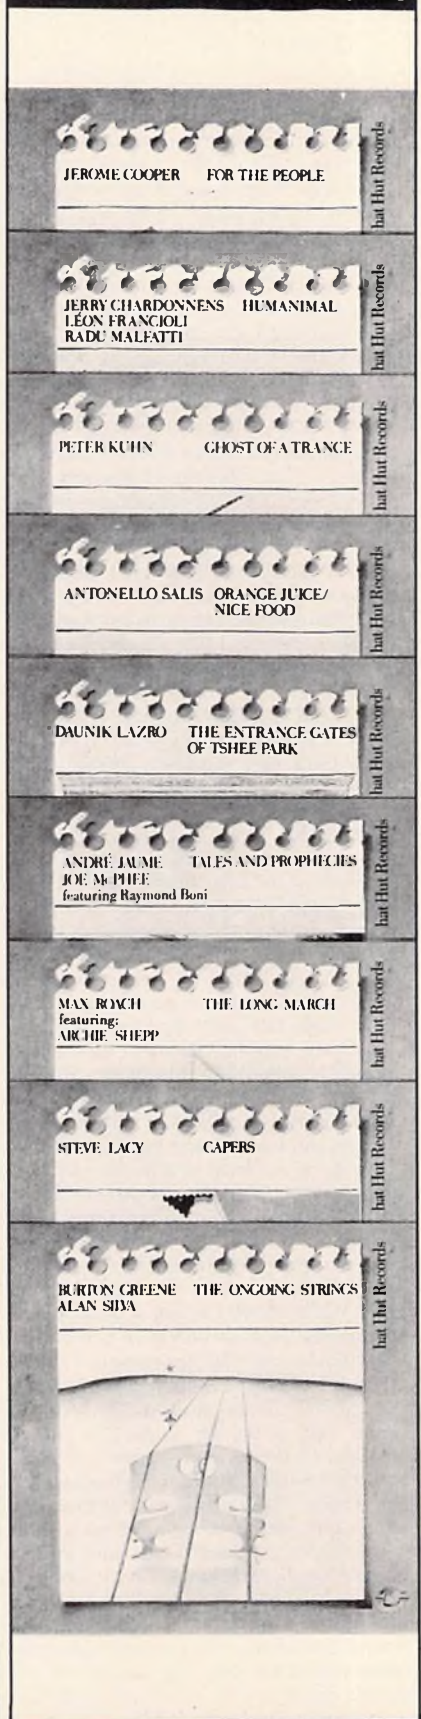 JEROME COOPER FOR THE PEOPLE
hat Hut Records
JERRY CHARDONNENS HUMANIMAL
LÉON FRANCIOLI
RADU MALFATTI
hat Hut Records
PETER KUHN GHOST OF A TRANCE
hat Hut Records
ANTONELLO SALIS ORANGE JUICE/
NICE FOOD
hat Hut Records
DAUNIK LAZRO THE ENTRANCE GATES
OF TSHEE PARK
hat Hut Records
ANDRÉ JAUME TALES AND PROPHECIES
JOE McPHEE
featuring Raymond Boni
hat Hut Records
MAX ROACH THE LONG MARCH
featuring:
ARCHIE SHEPP
hat Hut Records
STEVE LACY CAPERS
hat Hut Records
BURTON GREENE THE ONGOING STRINGS
ALAN SILVA
hat Hut Records